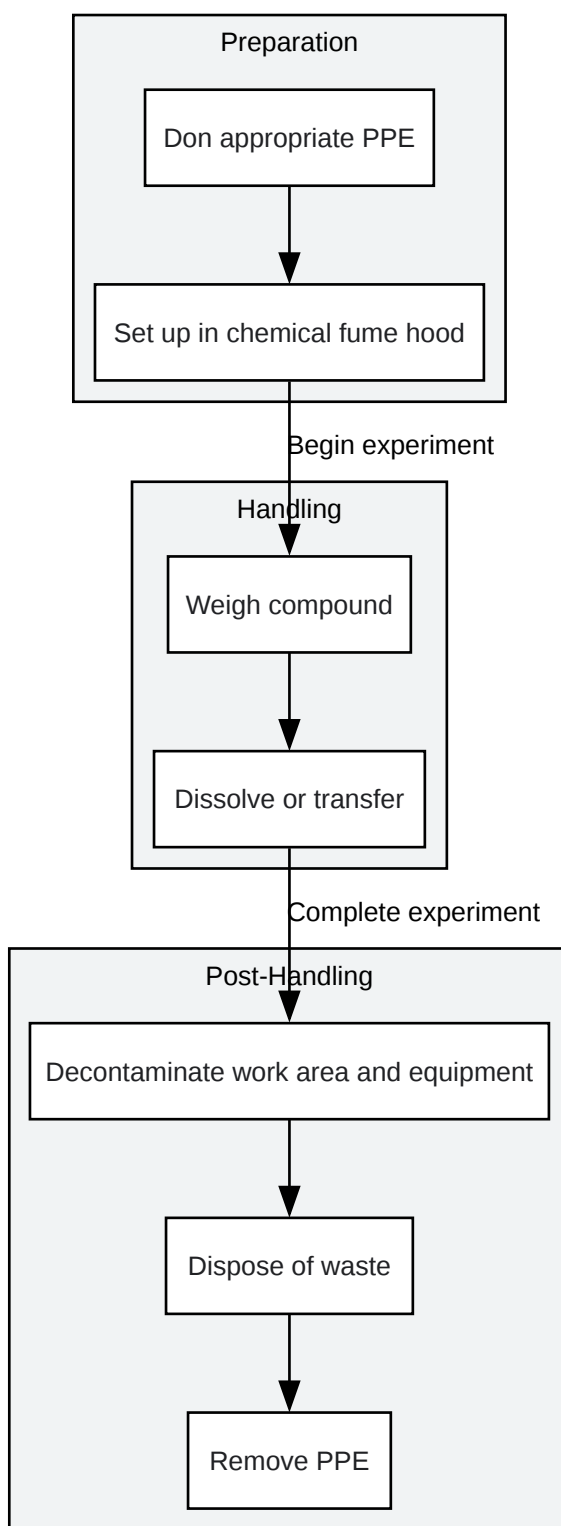 Preparation
Don appropriate PPE
Set up in chemical fume hood
Begin experiment
Handling
Weigh compound
Dissolve or transfer
Complete experiment
Post-Handling
Decontaminate work area and equipment
Dispose of waste
Remove PPE